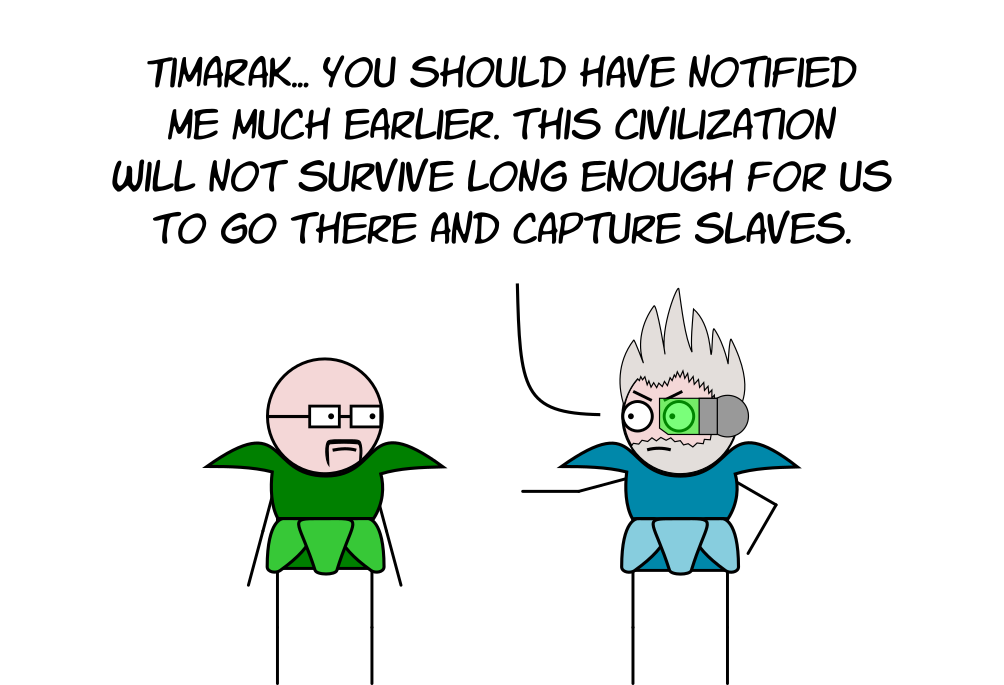 TIMARAK... YOU SHOULD HAVE NOTIFIED
ME MUCH EARLIER. THIS CIVILIZATION
WILL NOT SURVIVE LONG ENOUGH FOR US
TO GO THERE AND CAPTURE SLAVES.